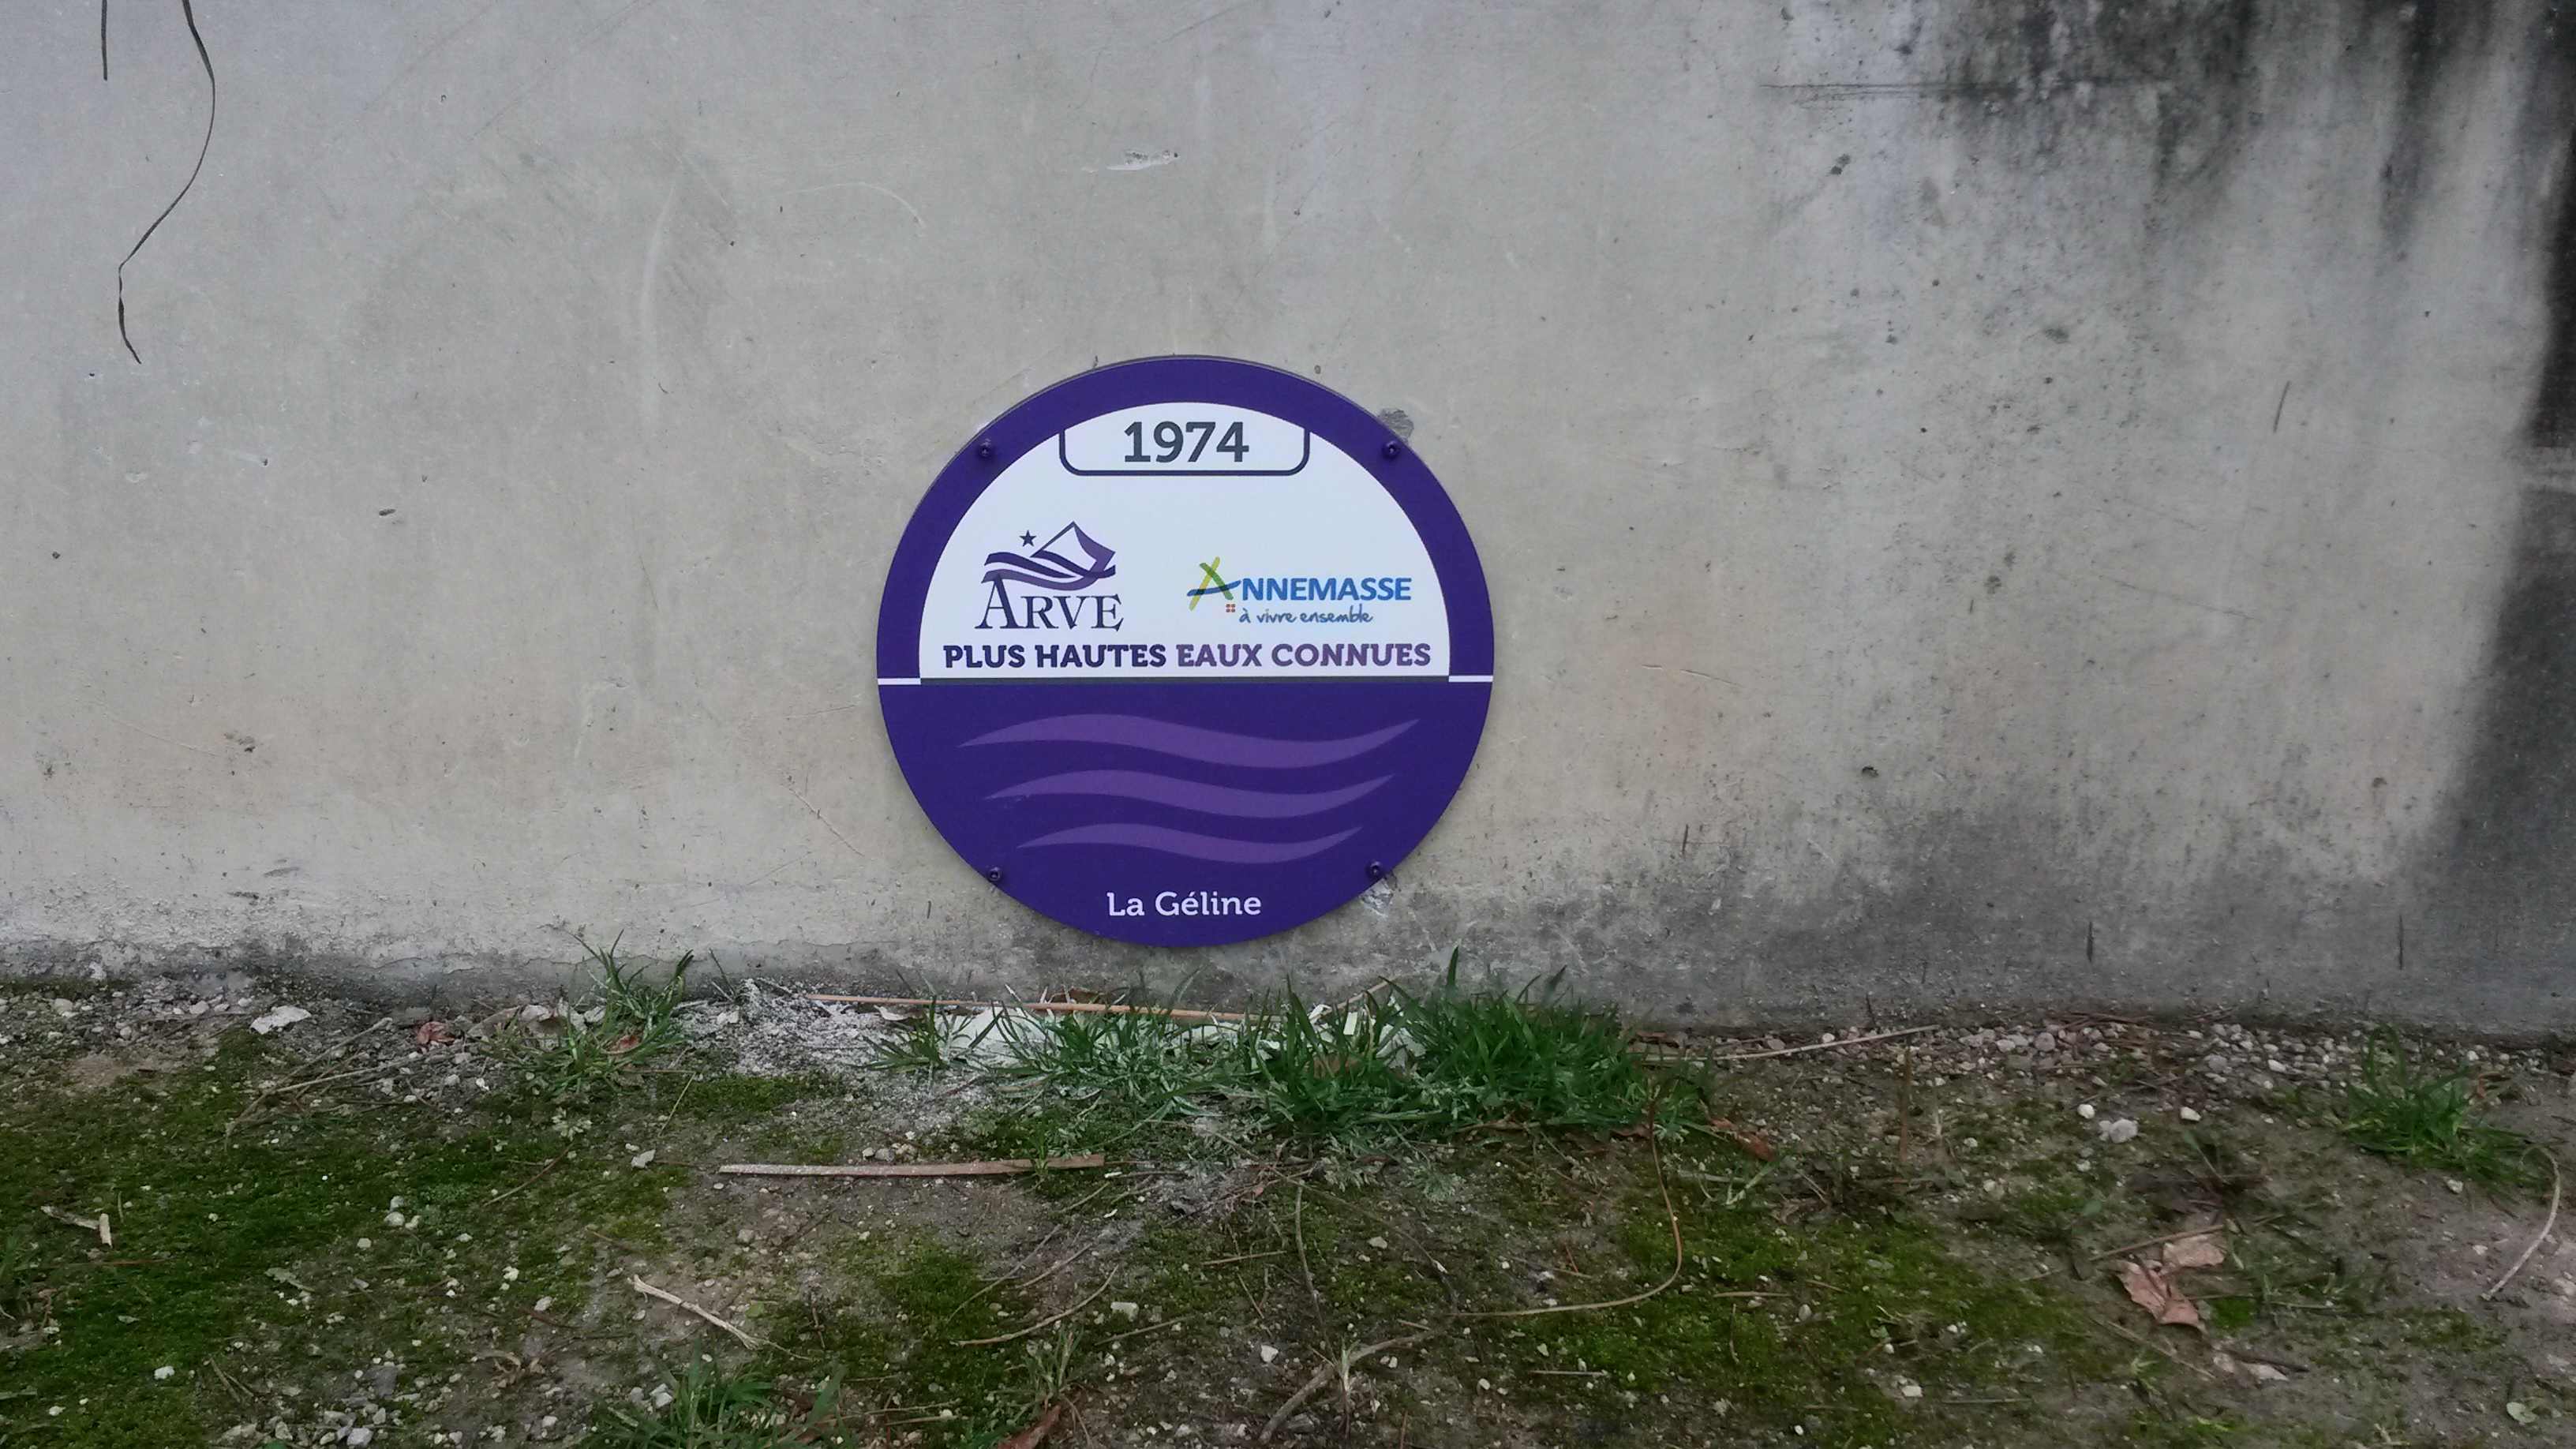 1974
ARVE
ANNEMASSE
à vivre ensemble
PLUS HAUTES EAUX CONNUES
La Géline